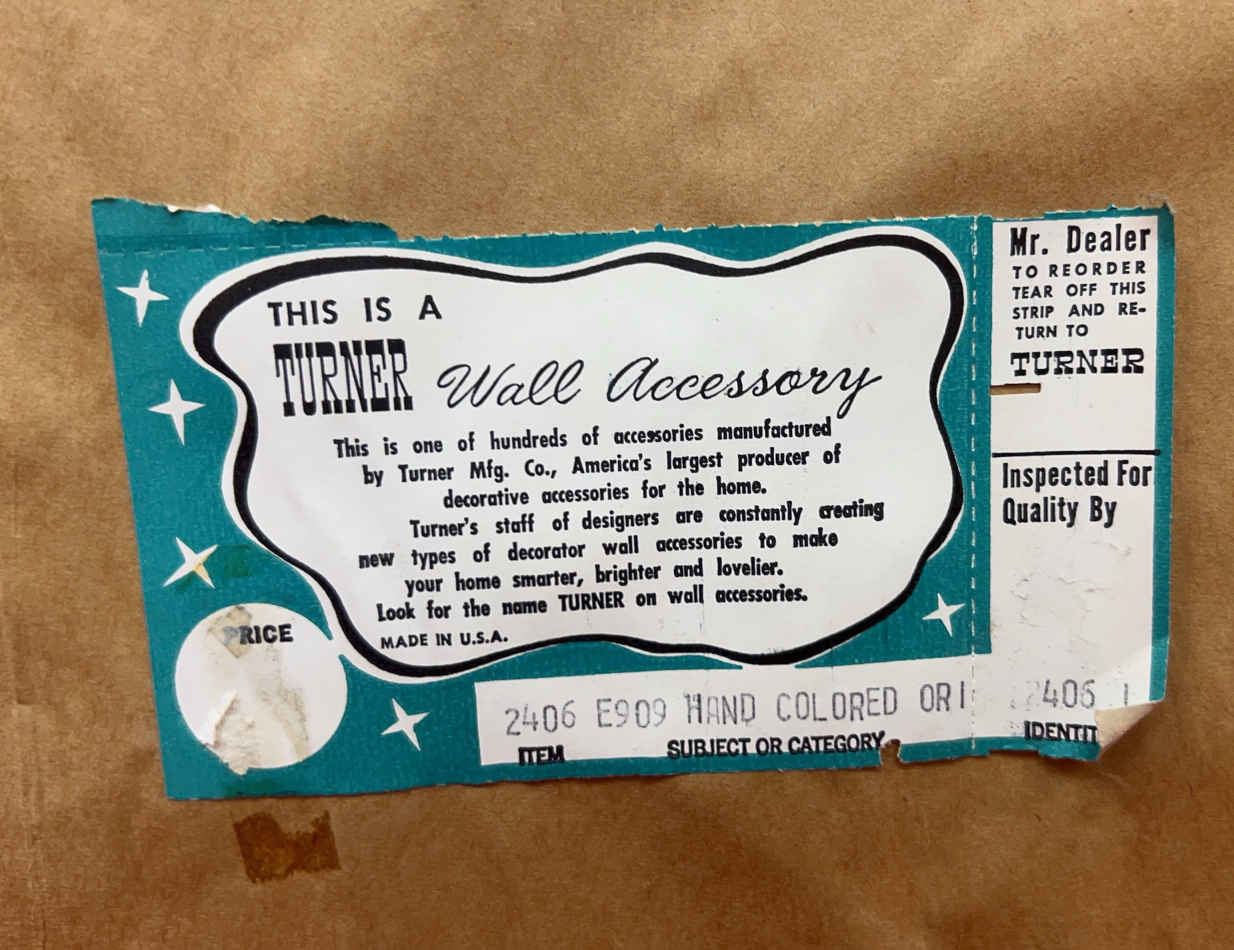 THIS IS A
TURNER Wall Accessory
This is one of hundreds of accessories manufactured
by Turner Mfg. Co., America's largest producer of
decorative accessories for the home.
Turner's staff of designers are constantly creating
new types of decorator wall accessories to make
your home smarter, brighter and lovelier.
Look for the name TURNER on wall accessories.
MADE IN U.S.A.
PRICE
2406 E909 HAND COLORED ORI
ITEM SUBJECT OR CATEGORY
Mr. Dealer
TO REORDER
TEAR OFF THIS
STRIP AND RE-
TURN TO
TURNER
Inspected For
Quality By
2406
IDENTIT